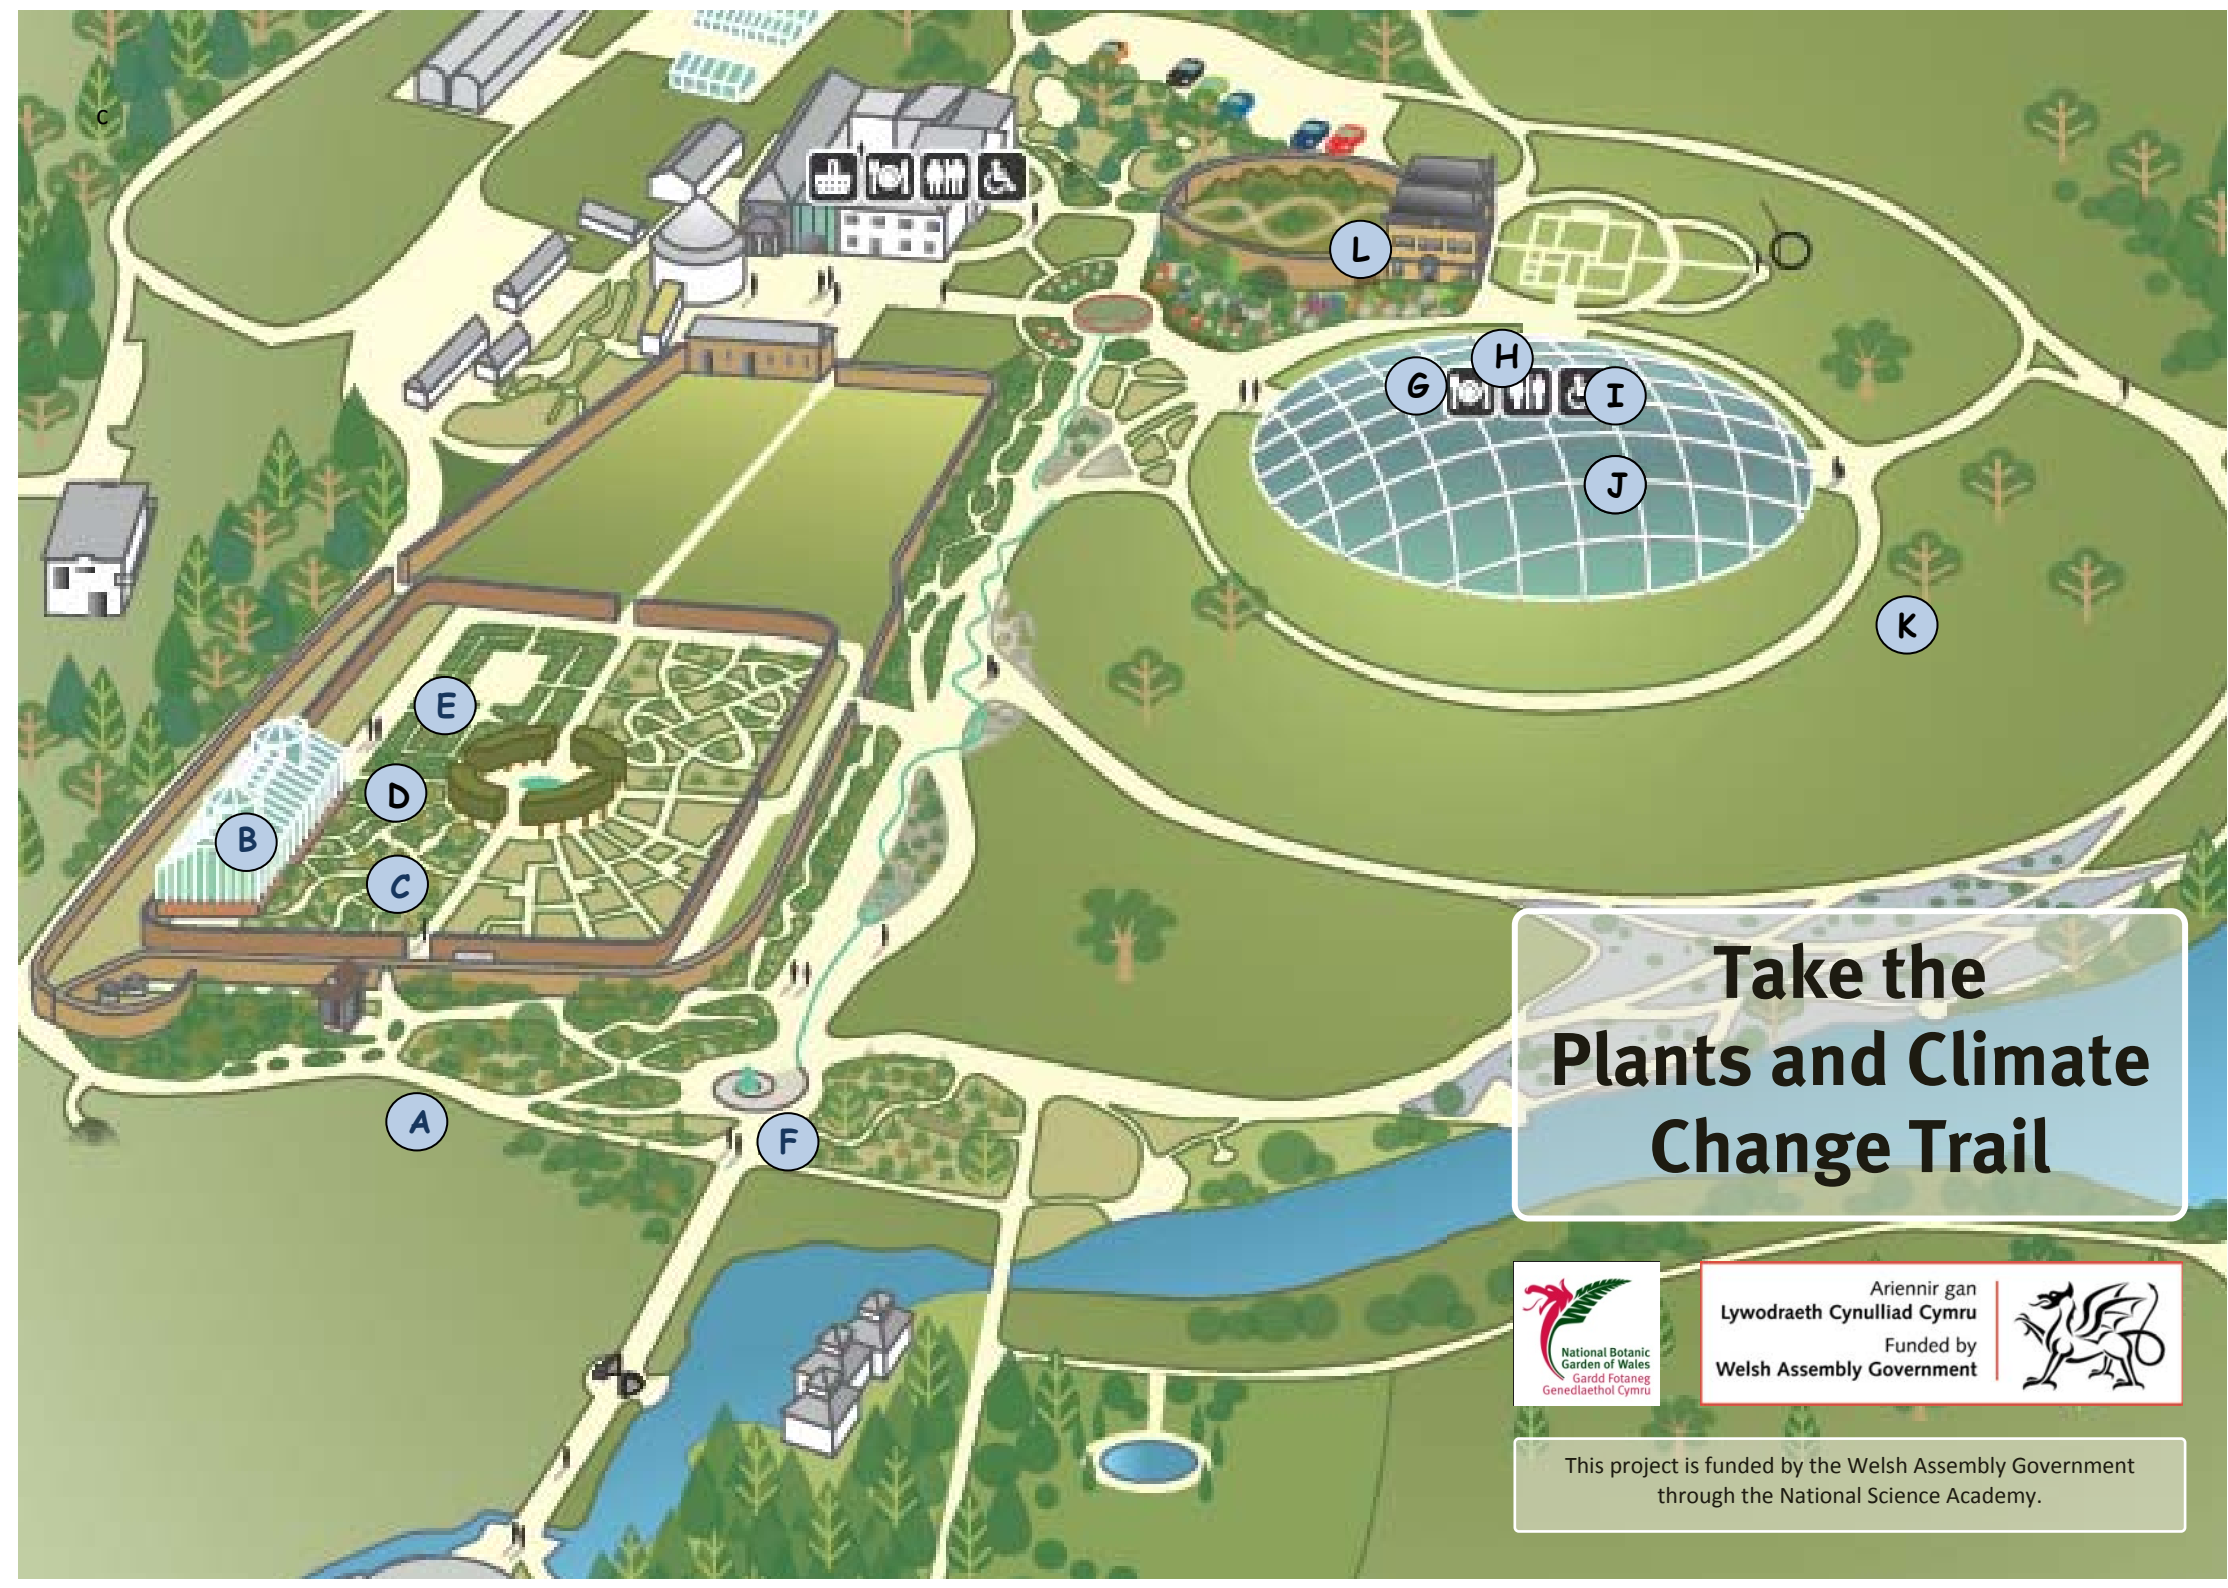 C
L
H
G
I
J
K
E
D
B
C
A
F
Take the
Plants and Climate
Change Trail
National Botanic
Garden of Wales
Gardd Fotaneg
Genedlaethol Cymru
Ariennir gan
Lywodraeth Cynulliad Cymru
Funded by
Welsh Assembly Government
This project is funded by the Welsh Assembly Government
through the National Science Academy.